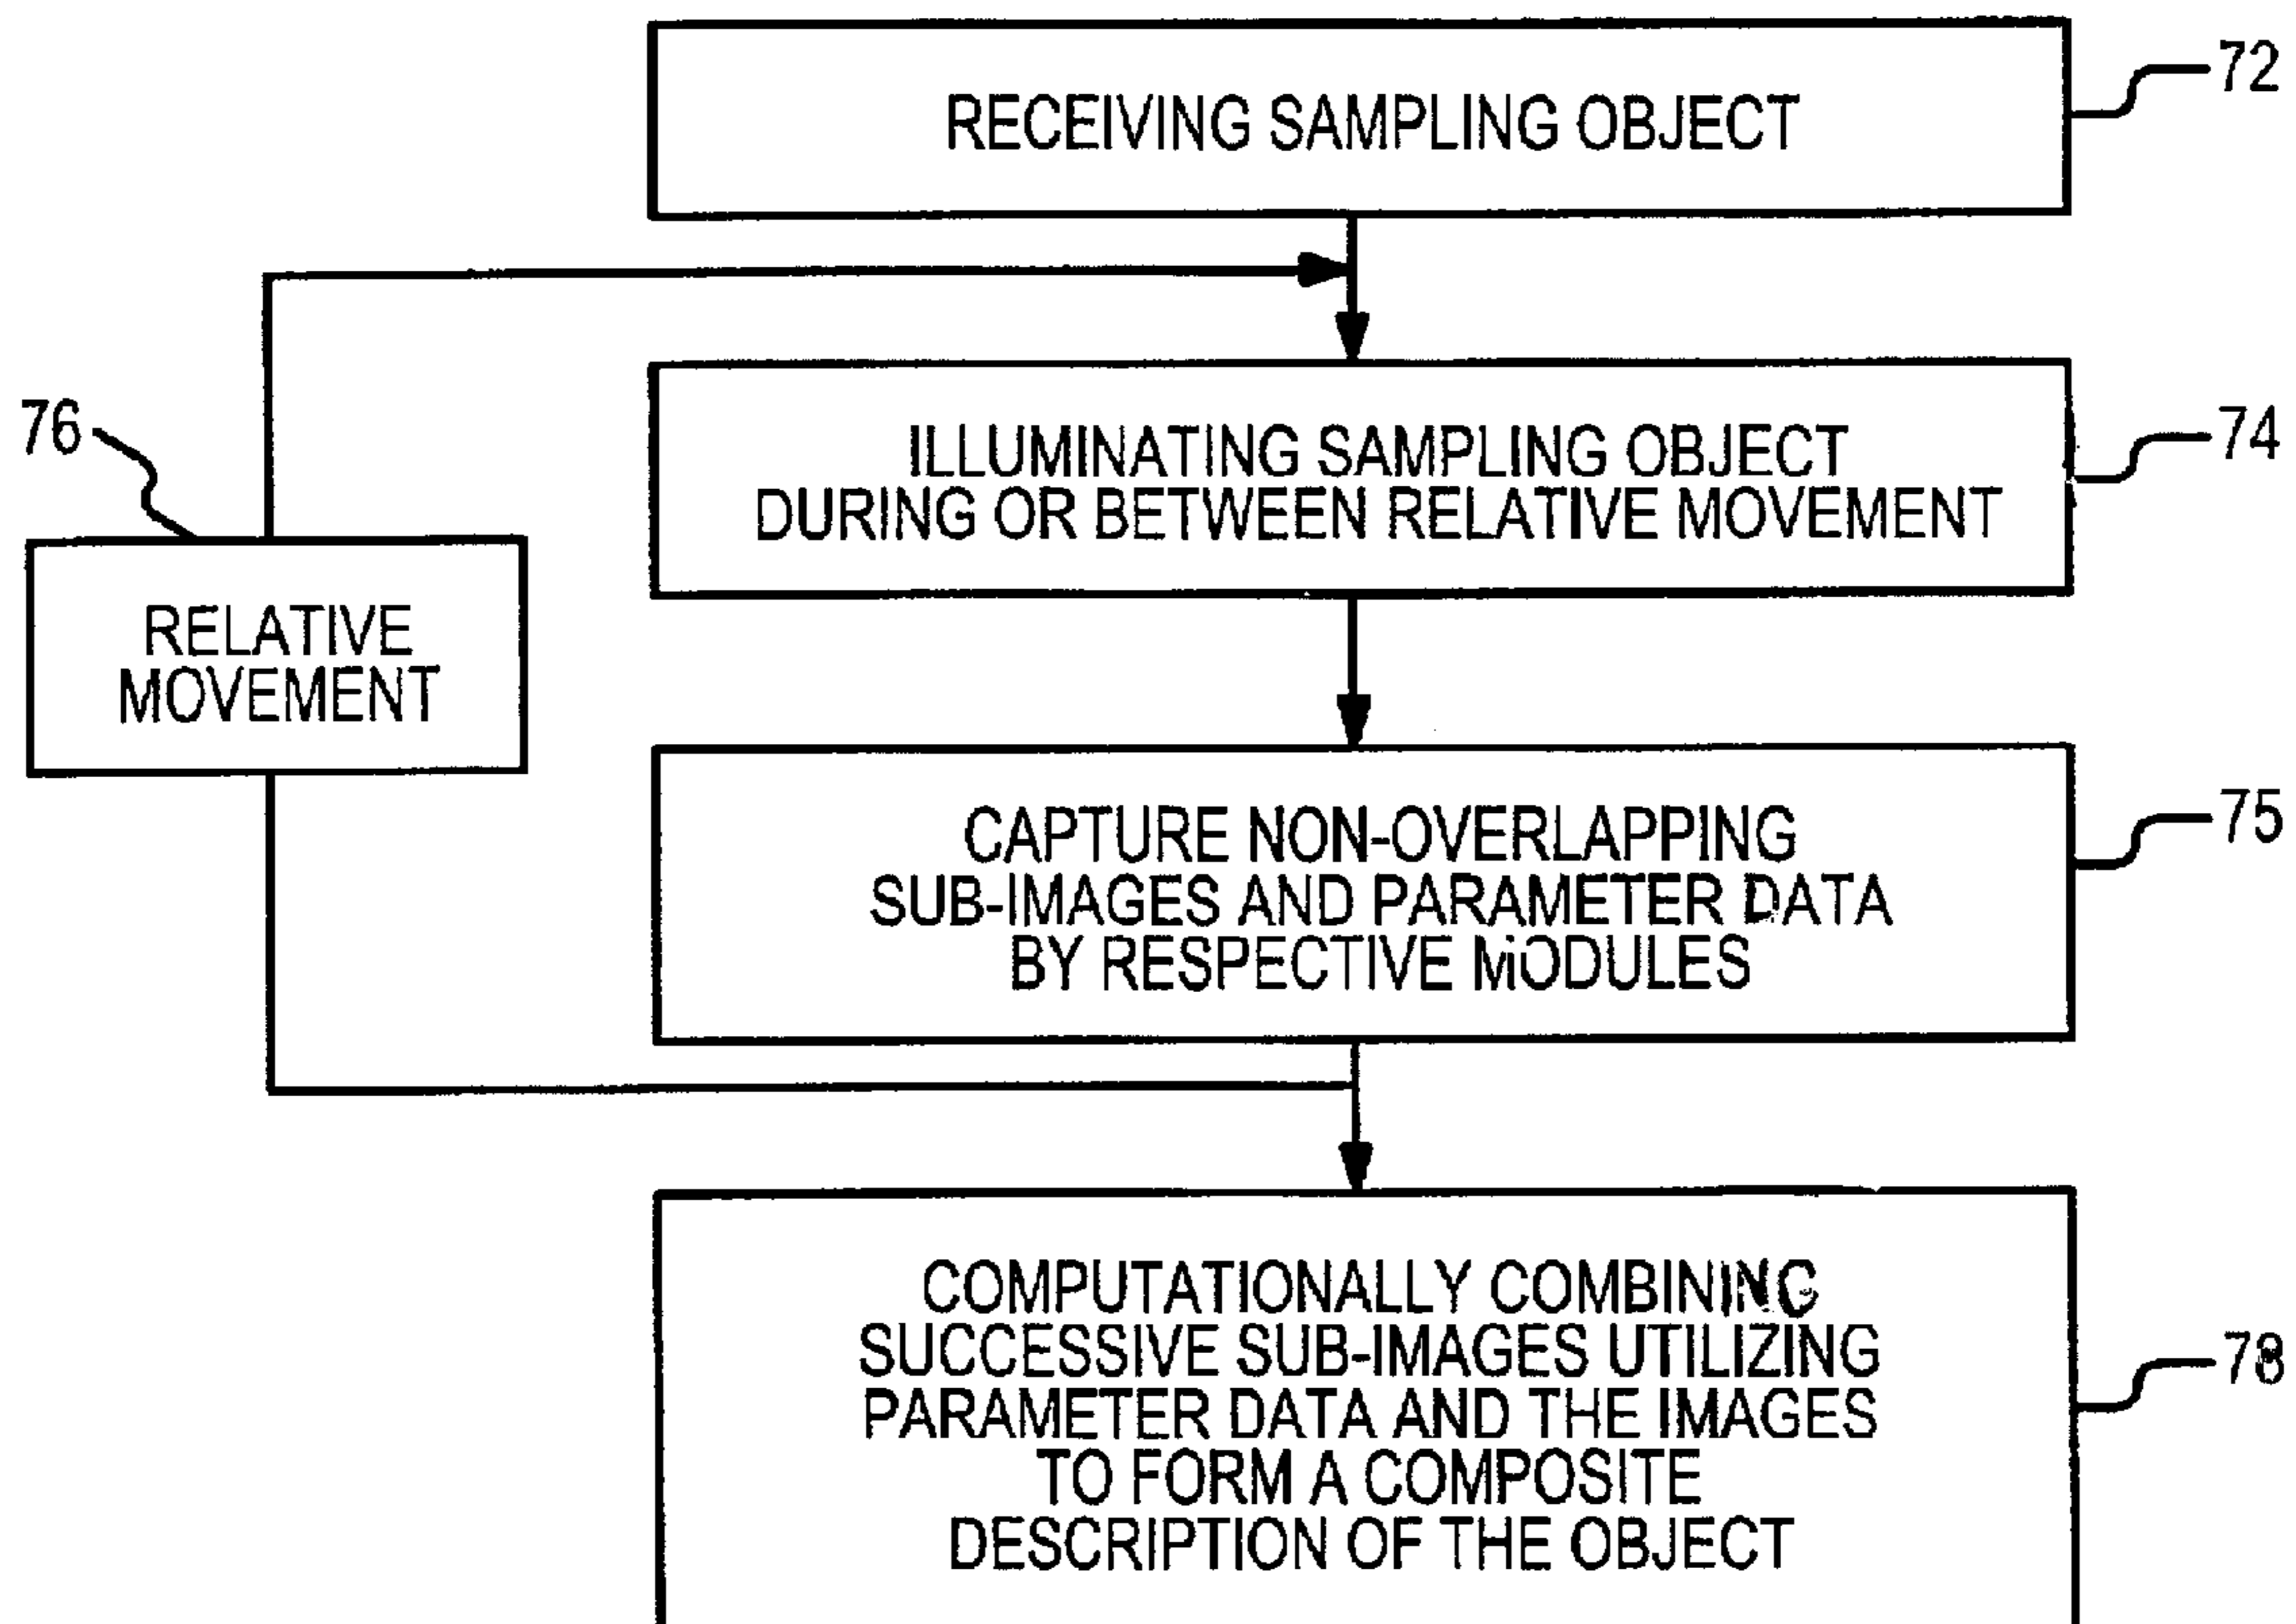 RECEIVING SAMPLING OBJECT
72
ILLUMINATING SAMPLING OBJECT
DURING OR BETWEEN RELATIVE MOVEMENT
74
76
RELATIVE
MOVEMENT
CAPTURE NON-OVERLAPPING
SUB-IMAGES AND PARAMETER DATA
BY RESPECTIVE MODULES
75
COMPUTATIONALLY COMBINING
SUCCESSIVE SUB-IMAGES UTILIZING
PARAMETER DATA AND THE IMAGES
TO FORM A COMPOSITE
DESCRIPTION OF THE OBJECT
78